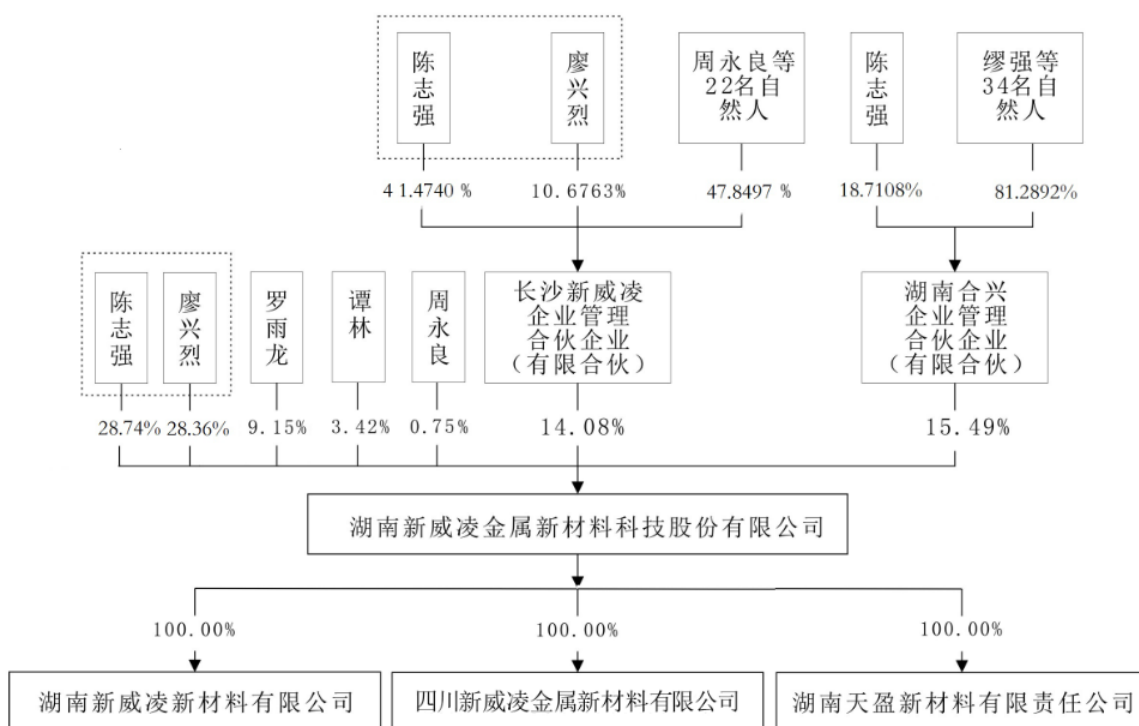 陈志强
廖兴烈
周永良等
22名自
然人
陈志强
缪强等
34名自
然人
41.4740 %
10.6763%
47.8497 %
18.7108%
81.2892%
陈志强
廖兴烈
罗雨龙
谭林
周永良
长沙新威凌
企业管理
合伙企业
（有限合伙）
湖南合兴
企业管理
合伙企业
（有限合伙）
28.74%
28.36%
9.15%
3.42%
0.75%
14.08%
15.49%
湖南新威凌金属新材料科技股份有限公司
100.00%
100.00%
100.00%
湖南新威凌新材料有限公司
四川新威凌金属新材料有限公司
湖南天盈新材料有限责任公司